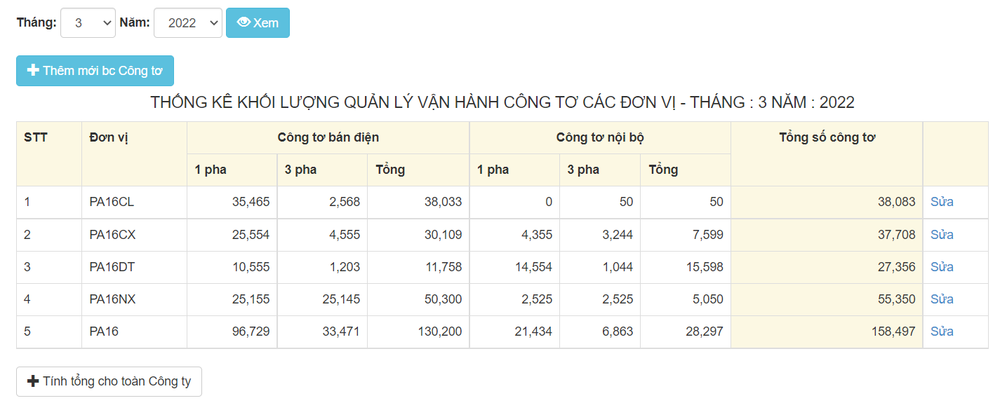 Tháng: 3 Năm: 2022 Xem
Thêm mới bc Công tơ
THỐNG KÊ KHỐI LƯỢNG QUẢN LÝ VẬN HÀNH CÔNG TƠ CÁC ĐƠN VỊ - THÁNG : 3 NĂM : 2022
STT Đơn vị Công tơ bán điện Công tơ nội bộ Tổng số công tơ
1 pha 3 pha Tổng 1 pha 3 pha Tổng
1 PA16CL 35,465 2,568 38,033 0 50 50 38,083 Sửa
2 PA16CX 25,554 4,555 30,109 4,355 3,244 7,599 37,708 Sửa
3 PA16DT 10,555 1,203 11,758 14,554 1,044 15,598 27,356 Sửa
4 PA16NX 25,155 25,145 50,300 2,525 2,525 5,050 55,350 Sửa
5 PA16 96,729 33,471 130,200 21,434 6,863 28,297 158,497 Sửa
Tính tổng cho toàn Công ty